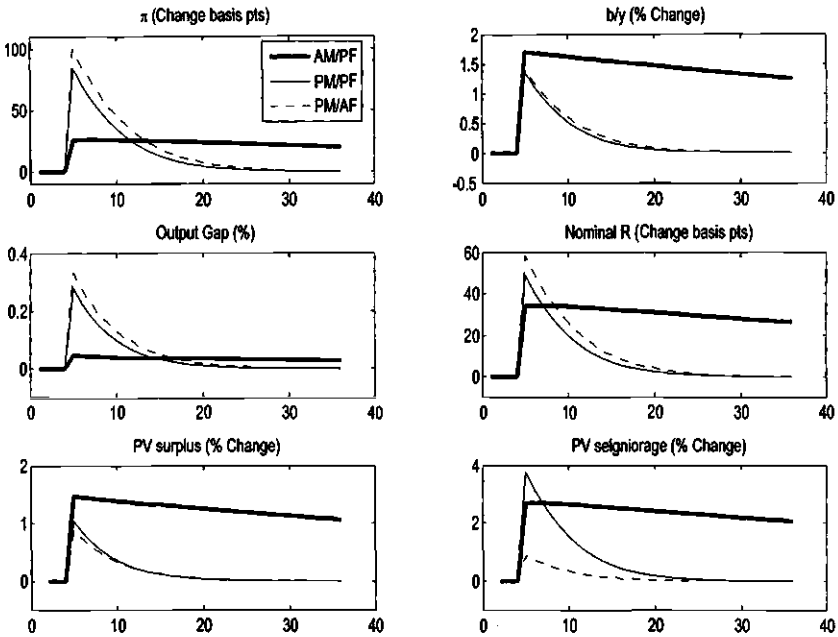 π (Change basis pts)
100
50
0
0 10 20 30 40
AM/PF
PM/PF
PM/AF
b/y (% Change)
2
1.5
1
0.5
0
-0.5
0 10 20 30 40
Output Gap (%)
0.4
0.2
0
0 10 20 30 40
Nominal R (Change basis pts)
60
40
20
0
0 10 20 30 40
PV surplus (% Change)
2
1
0
0 10 20 30 40
PV seigniorage (% Change)
4
2
0
0 10 20 30 40